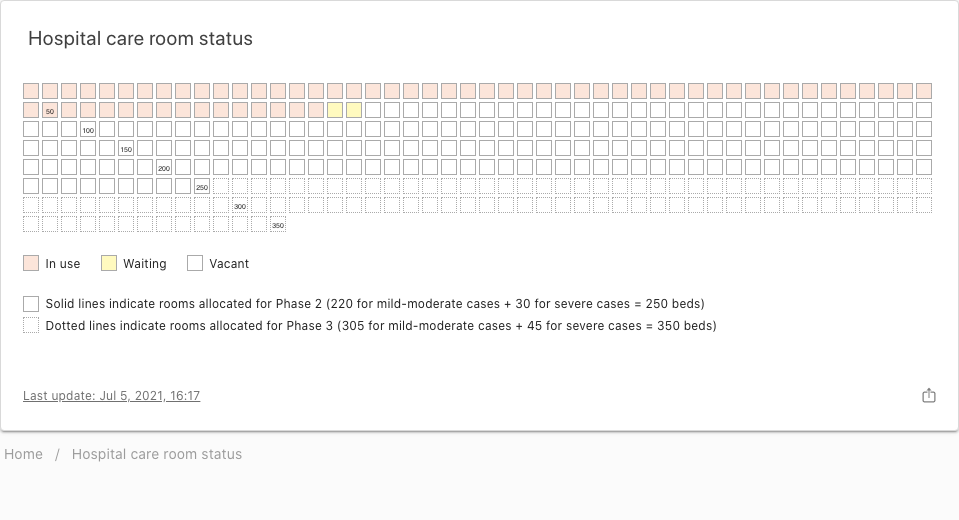 Hospital care room status
50
100
150
200
250
300
350
In use Waiting Vacant
Solid lines indicate rooms allocated for Phase 2 (220 for mild-moderate cases + 30 for severe cases = 250 beds)
Dotted lines indicate rooms allocated for Phase 3 (305 for mild-moderate cases + 45 for severe cases = 350 beds)
Last update: Jul 5, 2021, 16:17
Home / Hospital care room status